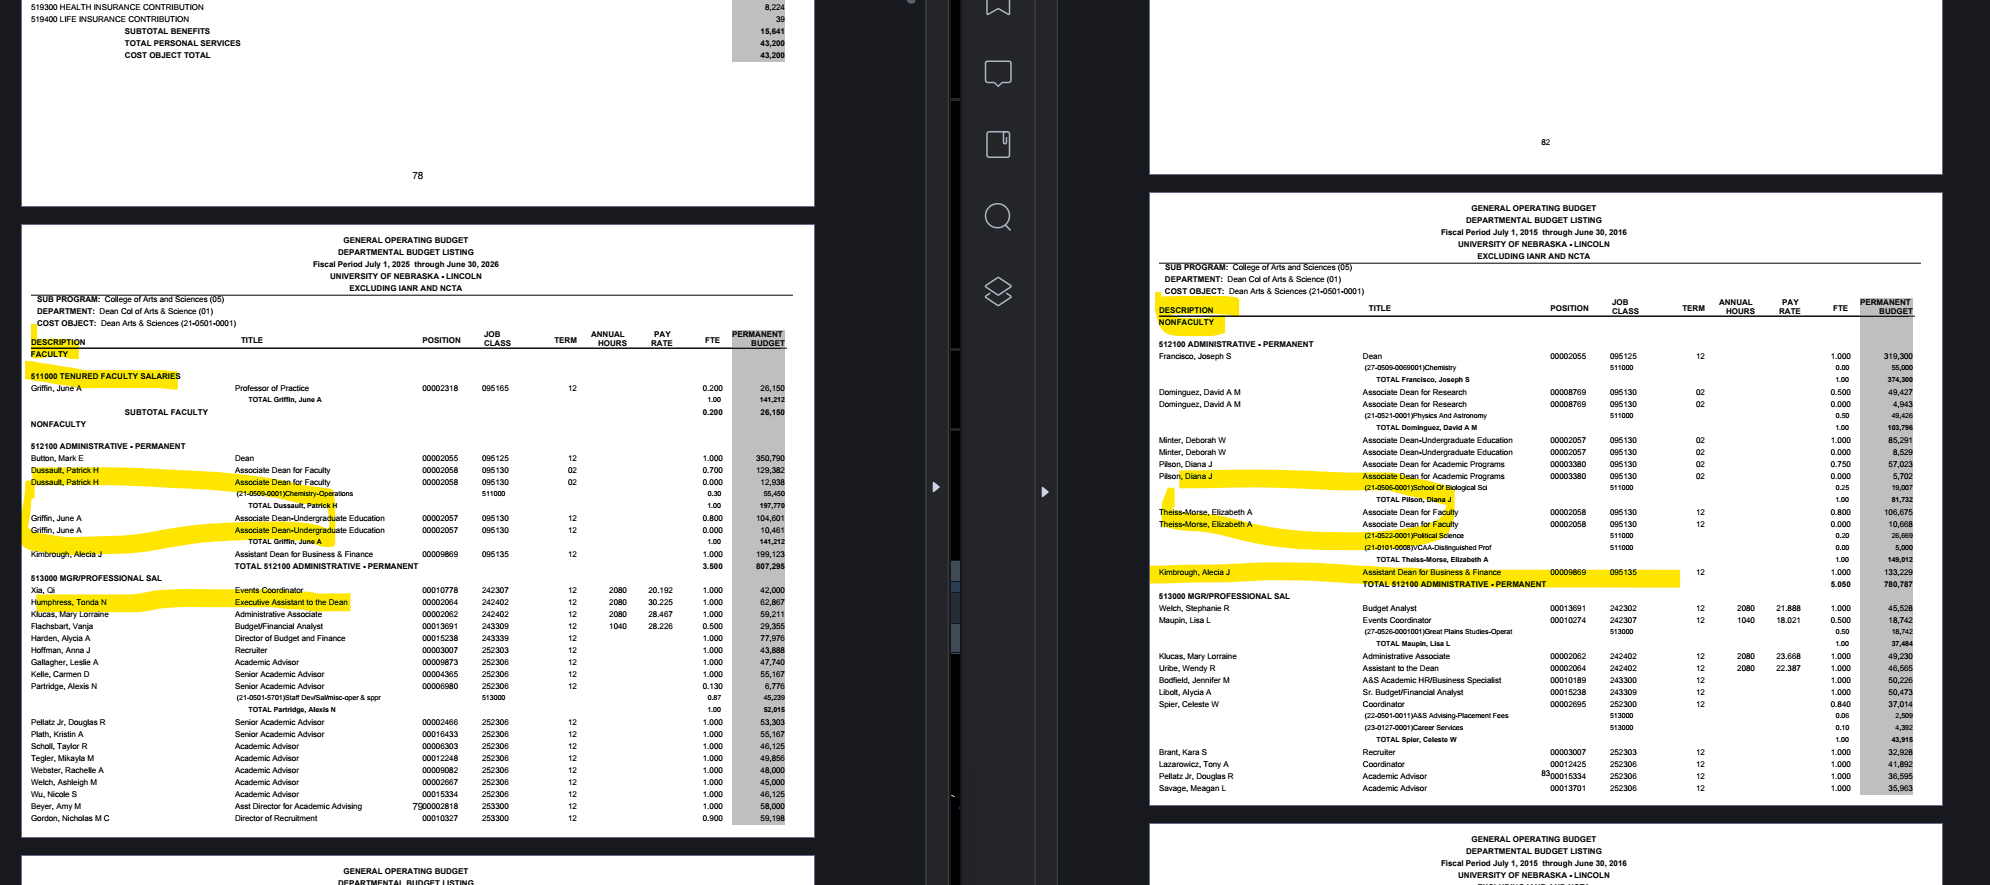 519300 HEALTH INSURANCE CONTRIBUTION 8,224
519400 LIFE INSURANCE CONTRIBUTION 39
SUBTOTAL BENEFITS 15,641
TOTAL PERSONAL SERVICES 43,200
COST OBJECT TOTAL 43,200
78
GENERAL OPERATING BUDGET
DEPARTMENTAL BUDGET LISTING
Fiscal Period July 1, 2025 through June 30, 2026
UNIVERSITY OF NEBRASKA - LINCOLN
EXCLUDING IANR AND NCTA
SUB PROGRAM: College of Arts and Sciences (05)
DEPARTMENT: Dean Col of Arts & Science (01)
COST OBJECT: Dean Arts & Sciences (21-0501-0001)
JOB ANNUAL PAY PERMANENT
DESCRIPTION TITLE POSITION CLASS TERM HOURS RATE FTE BUDGET
FACULTY
511000 TENURED FACULTY SALARIES
Griffin, June A Professor of Practice 00002318 095165 12 0.200 26,150
TOTAL Griffin, June A 1.00 141,212
SUBTOTAL FACULTY 0.200 26,150
NONFACULTY
512100 ADMINISTRATIVE - PERMANENT
Button, Mark E Dean 00002055 095125 12 1.000 350,790
Dussault, Patrick H Associate Dean for Faculty 00002058 095130 02 0.700 129,382
Dussault, Patrick H Associate Dean for Faculty 00002058 095130 02 0.000 12,938
(21-0509-0001)Chemistry-Operations 511000 0.30 55,450
TOTAL Dussault, Patrick H 1.00 197,770
Griffin, June A Associate Dean-Undergraduate Education 00002057 095130 12 0.800 104,601
Griffin, June A Associate Dean-Undergraduate Education 00002057 095130 12 0.000 10,461
TOTAL Griffin, June A 1.00 141,212
Kimbrough, Alecia J Assistant Dean for Business & Finance 00009869 095135 12 1.000 199,123
TOTAL 512100 ADMINISTRATIVE - PERMANENT 3.500 807,295
513000 MGR/PROFESSIONAL SAL
Xia, Qi Events Coordinator 00010778 242307 12 2080 20.192 1.000 42,000
Humphress, Tonda N Executive Assistant to the Dean 00002064 242402 12 2080 30.225 1.000 62,867
Klucas, Mary Lorraine Administrative Associate 00002062 242402 12 2080 28.467 1.000 59,211
Flachsbart, Vanja Budget/Financial Analyst 00013691 243309 12 1040 28.226 0.500 29,355
Harden, Alycia A Director of Budget and Finance 00015238 243339 12 1.000 77,976
Hoffman, Anna J Recruiter 00003007 252303 12 1.000 43,888
Gallagher, Leslie A Academic Advisor 00009873 252306 12 1.000 47,740
Kelle, Carmen D Senior Academic Advisor 00004365 252306 12 1.000 55,167
Partridge, Alexis N Senior Academic Advisor 00006980 252306 12 0.130 6,776
(21-0501-5701)Staff Dev/Sal/misc-oper & sppr 513000 0.87 45,239
TOTAL Partridge, Alexis N 1.00 52,015
Pellatz Jr, Douglas R Senior Academic Advisor 00002466 252306 12 1.000 53,303
Plath, Kristin A Senior Academic Advisor 00016433 252306 12 1.000 55,167
Scholl, Taylor R Academic Advisor 00006303 252306 12 1.000 46,125
Tegler, Mikayla M Academic Advisor 00012248 252306 12 1.000 49,856
Webster, Rachelle A Academic Advisor 00009082 252306 12 1.000 48,000
Welch, Ashleigh M Academic Advisor 00002667 252306 12 1.000 45,000
Wu, Nicole S Academic Advisor 00015334 252306 12 1.000 46,125
Beyer, Amy M Asst Director for Academic Advising 7900002818 253300 12 1.000 58,000
Gordon, Nicholas M C Director of Recruitment 00010327 253300 12 0.900 59,198
GENERAL OPERATING BUDGET
DEPARTMENTAL BUDGET LISTING
82
GENERAL OPERATING BUDGET
DEPARTMENTAL BUDGET LISTING
Fiscal Period July 1, 2015 through June 30, 2016
UNIVERSITY OF NEBRASKA - LINCOLN
EXCLUDING IANR AND NCTA
SUB PROGRAM: College of Arts and Sciences (05)
DEPARTMENT: Dean Col of Arts & Science (01)
COST OBJECT: Dean Arts & Sciences (21-0501-0001)
JOB ANNUAL PAY PERMANENT
DESCRIPTION TITLE POSITION CLASS TERM HOURS RATE FTE BUDGET
NONFACULTY
512100 ADMINISTRATIVE - PERMANENT
Francisco, Joseph S Dean 00002055 095125 12 1.000 319,300
(27-0509-0069001)Chemistry 511000 0.00 55,000
TOTAL Francisco, Joseph S 1.00 374,300
Dominguez, David A M Associate Dean for Research 00008769 095130 02 0.500 49,427
Dominguez, David A M Associate Dean for Research 00008769 095130 02 0.000 4,943
(21-0521-0001)Physics And Astronomy 511000 0.50 49,426
TOTAL Dominguez, David A M 1.00 103,796
Minter, Deborah W Associate Dean-Undergraduate Education 00002057 095130 02 1.000 85,291
Minter, Deborah W Associate Dean-Undergraduate Education 00002057 095130 02 0.000 8,529
Pilson, Diana J Associate Dean for Academic Programs 00003380 095130 02 0.750 57,023
Pilson, Diana J Associate Dean for Academic Programs 00003380 095130 02 0.000 5,702
(21-0506-0001)School Of Biological Sci 511000 0.25 19,007
TOTAL Pilson, Diana J 1.00 81,732
Theiss-Morse, Elizabeth A Associate Dean for Faculty 00002058 095130 12 0.800 106,675
Theiss-Morse, Elizabeth A Associate Dean for Faculty 00002058 095130 12 0.000 10,668
(21-0522-0001)Political Science 511000 0.20 26,669
(21-0101-0008)VCAA-Distinguished Prof 511000 0.00 5,000
TOTAL Theiss-Morse, Elizabeth A 1.00 149,012
Kimbrough, Alecia J Assistant Dean for Business & Finance 00009869 095135 12 1.000 133,229
TOTAL 512100 ADMINISTRATIVE - PERMANENT 5.050 780,787
513000 MGR/PROFESSIONAL SAL
Welch, Stephanie R Budget Analyst 00013691 242302 12 2080 21.888 1.000 45,528
Maupin, Lisa L Events Coordinator 00010274 242307 12 1040 18.021 0.500 18,742
(27-0526-0001001)Great Plains Studies-Operat 513000 0.50 18,742
TOTAL Maupin, Lisa L 1.00 37,484
Klucas, Mary Lorraine Administrative Associate 00002062 242402 12 2080 23.668 1.000 49,230
Uribe, Wendy R Assistant to the Dean 00002064 242402 12 2080 22.387 1.000 46,565
Bodfield, Jennifer M A&S Academic HR/Business Specialist 00010189 243300 12 1.000 50,226
Libolt, Alycia A Sr. Budget/Financial Analyst 00015238 243309 12 1.000 50,473
Spier, Celeste W Coordinator 00002695 252300 12 0.840 37,014
(22-0501-0011)A&S Advising-Placement Fees 513000 0.06 2,509
(23-0127-0001)Career Services 513000 0.10 4,392
TOTAL Spier, Celeste W 1.00 43,915
Brant, Kara S Recruiter 00003007 252303 12 1.000 32,928
Lazarowicz, Tony A Coordinator 00012425 252306 12 1.000 41,892
Pellatz Jr, Douglas R Academic Advisor 8300015334 252306 12 1.000 36,595
Savage, Meagan L Academic Advisor 00013701 252306 12 1.000 35,963
GENERAL OPERATING BUDGET
DEPARTMENTAL BUDGET LISTING
Fiscal Period July 1, 2015 through June 30, 2016
UNIVERSITY OF NEBRASKA - LINCOLN
EXCLUDING IANR AND NCTA